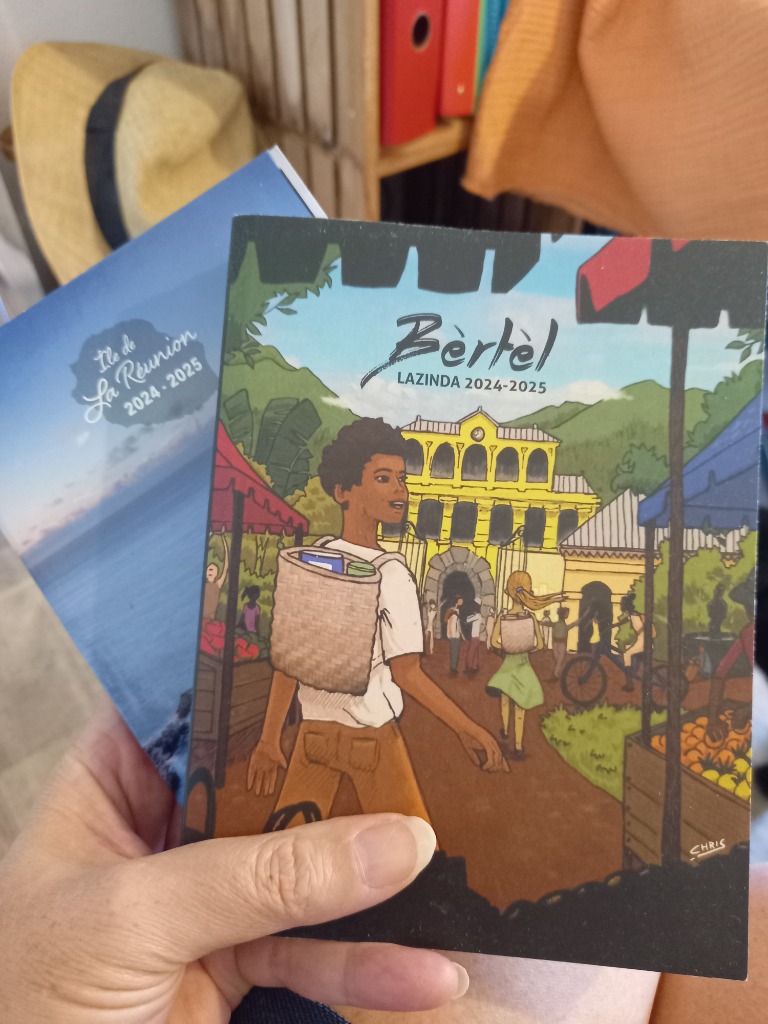 Bèrtèl
LAZINDA 2024-2025
Ile de
La Réunion
2024 - 2025
CHRIS